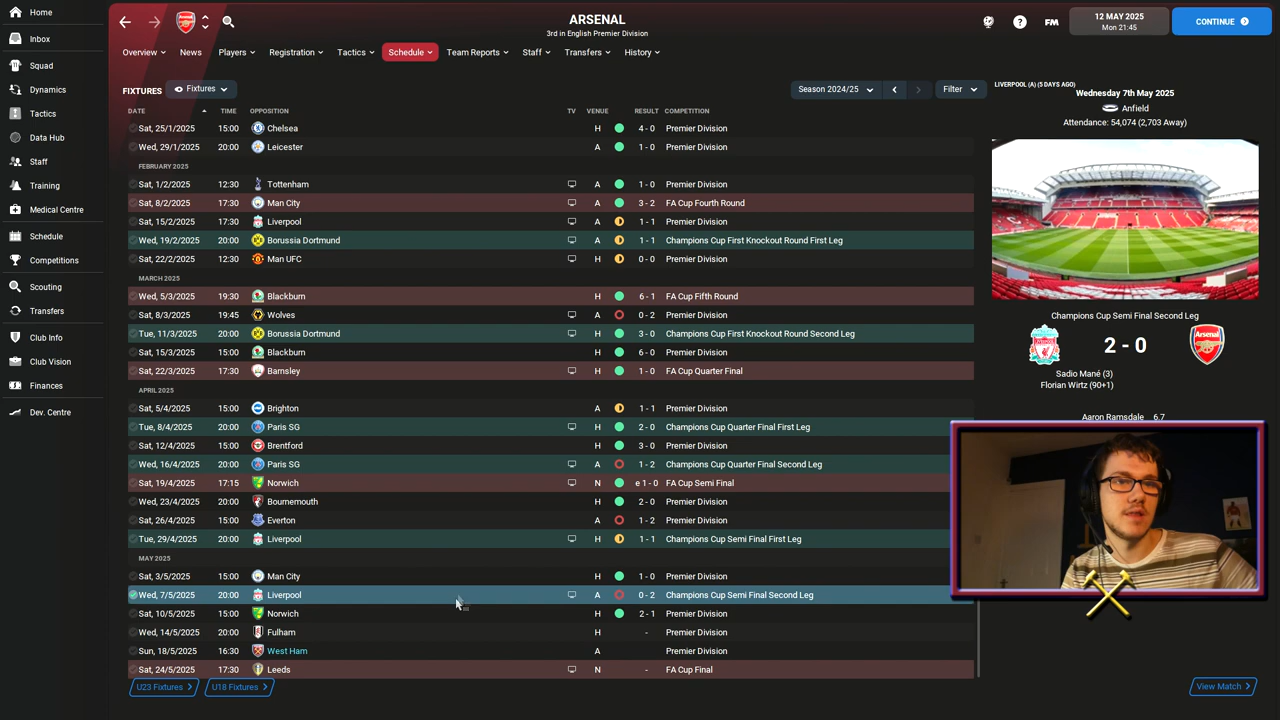 Home
Inbox
Squad
Dynamics
Tactics
Data Hub
Staff
Training
Medical Centre
Schedule
Competitions
Scouting
Transfers
Club Info
Club Vision
Finances
Dev. Centre
ARSENAL
3rd in English Premier Division
FM
12 MAY 2025
Mon 21:45
CONTINUE
Overview News Players Registration Tactics Schedule Team Reports Staff Transfers History
FIXTURES Fixtures Season 2024/25 Filter
DATE TIME OPPOSITION TV VENUE RESULT COMPETITION
Sat, 25/1/2025 15:00 Chelsea H 4 - 0 Premier Division
Wed, 29/1/2025 20:00 Leicester A 1 - 0 Premier Division
FEBRUARY 2025
Sat, 1/2/2025 12:30 Tottenham A 1 - 0 Premier Division
Sat, 8/2/2025 17:30 Man City A 3 - 2 FA Cup Fourth Round
Sat, 15/2/2025 17:30 Liverpool A 1 - 1 Premier Division
Wed, 19/2/2025 20:00 Borussia Dortmund A 1 - 1 Champions Cup First Knockout Round First Leg
Sat, 22/2/2025 12:30 Man UFC H 0 - 0 Premier Division
MARCH 2025
Wed, 5/3/2025 19:30 Blackburn H 6 - 1 FA Cup Fifth Round
Sat, 8/3/2025 19:45 Wolves A 0 - 2 Premier Division
Tue, 11/3/2025 20:00 Borussia Dortmund H 3 - 0 Champions Cup First Knockout Round Second Leg
Sat, 15/3/2025 15:00 Blackburn H 6 - 0 Premier Division
Sat, 22/3/2025 17:30 Barnsley H 1 - 0 FA Cup Quarter Final
APRIL 2025
Sat, 5/4/2025 15:00 Brighton A 1 - 1 Premier Division
Tue, 8/4/2025 20:00 Paris SG H 2 - 0 Champions Cup Quarter Final First Leg
Sat, 12/4/2025 15:00 Brentford H 3 - 0 Premier Division
Wed, 16/4/2025 20:00 Paris SG A 1 - 2 Champions Cup Quarter Final Second Leg
Sat, 19/4/2025 17:15 Norwich N e 1 - 0 FA Cup Semi Final
Wed, 23/4/2025 20:00 Bournemouth H 2 - 0 Premier Division
Sat, 26/4/2025 15:00 Everton A 1 - 2 Premier Division
Tue, 29/4/2025 20:00 Liverpool H 1 - 1 Champions Cup Semi Final First Leg
MAY 2025
Sat, 3/5/2025 15:00 Man City H 1 - 0 Premier Division
Wed, 7/5/2025 20:00 Liverpool A 0 - 2 Champions Cup Semi Final Second Leg
Sat, 10/5/2025 15:00 Norwich H 2 - 1 Premier Division
Wed, 14/5/2025 20:00 Fulham H - Premier Division
Sun, 18/5/2025 16:30 West Ham A Premier Division
Sat, 24/5/2025 17:30 Leeds N - FA Cup Final
U23 Fixtures U18 Fixtures
LIVERPOOL (A) (5 DAYS AGO)
Wednesday 7th May 2025
Anfield
Attendance: 54,074 (2,703 Away)
Champions Cup Semi Final Second Leg
Arsenal
2 - 0
Sadio Mané (3)
Florian Wirtz (90+1)
Aaron Ramsdale 6.7
View Match